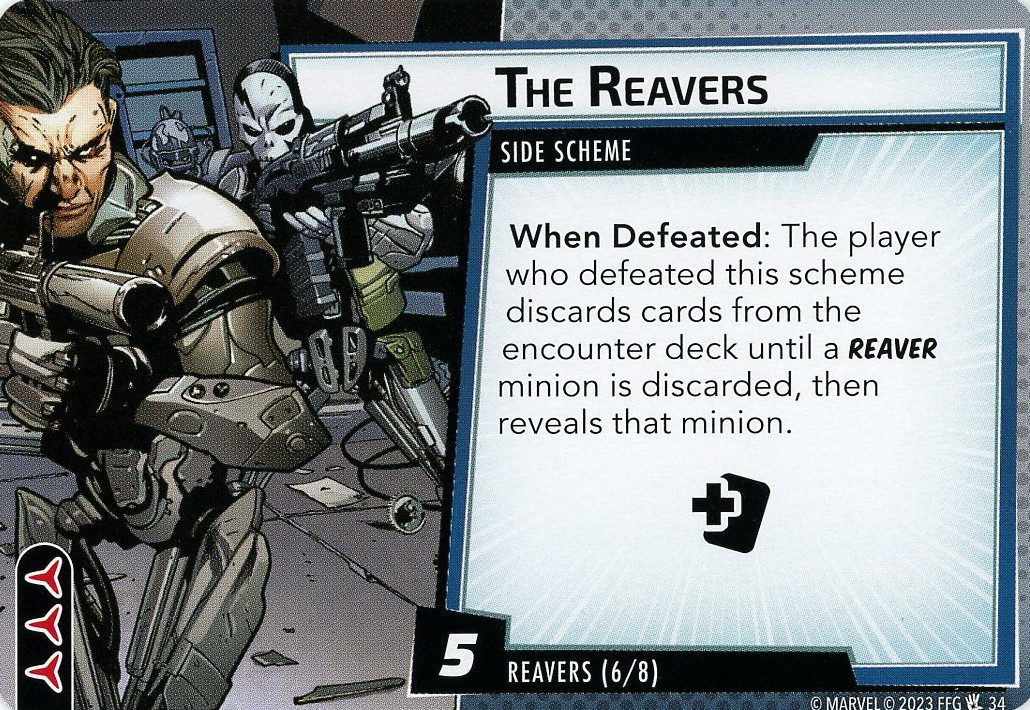 THE REAVERS
SIDE SCHEME
When Defeated: The player
who defeated this scheme
discards cards from the
encounter deck until a REAVER
minion is discarded, then
reveals that minion.
5
REAVERS (6/8)
© MARVEL © 2023 FFG 34